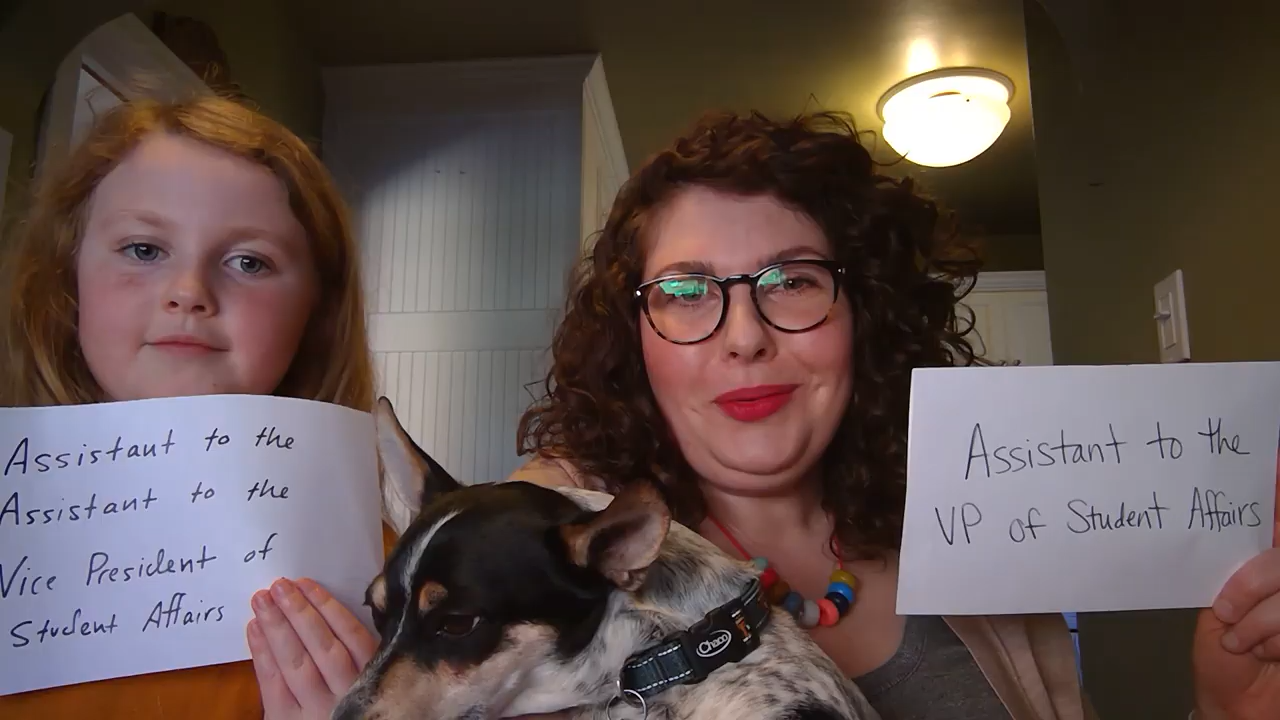 Assistant to the
Assistant to the
Vice President of
Student Affairs
Chaco
Assistant to the
VP of Student Affairs